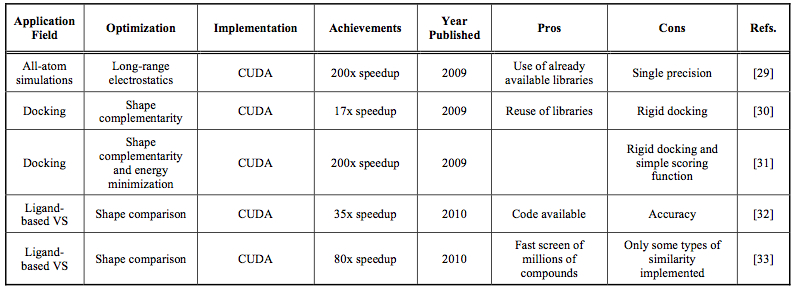 Application Field Optimization Implementation Achievements Year Published Pros Cons Refs.
All-atom simulations Long-range electrostatics CUDA 200x speedup 2009 Use of already available libraries Single precision [29]
Docking Shape complementarity CUDA 17x speedup 2009 Reuse of libraries Rigid docking [30]
Docking Shape complementarity and energy minimization CUDA 200x speedup 2009 Rigid docking and simple scoring function [31]
Ligand-based VS Shape comparison CUDA 35x speedup 2010 Code available Accuracy [32]
Ligand-based VS Shape comparison CUDA 80x speedup 2010 Fast screen of millions of compounds Only some types of similarity implemented [33]